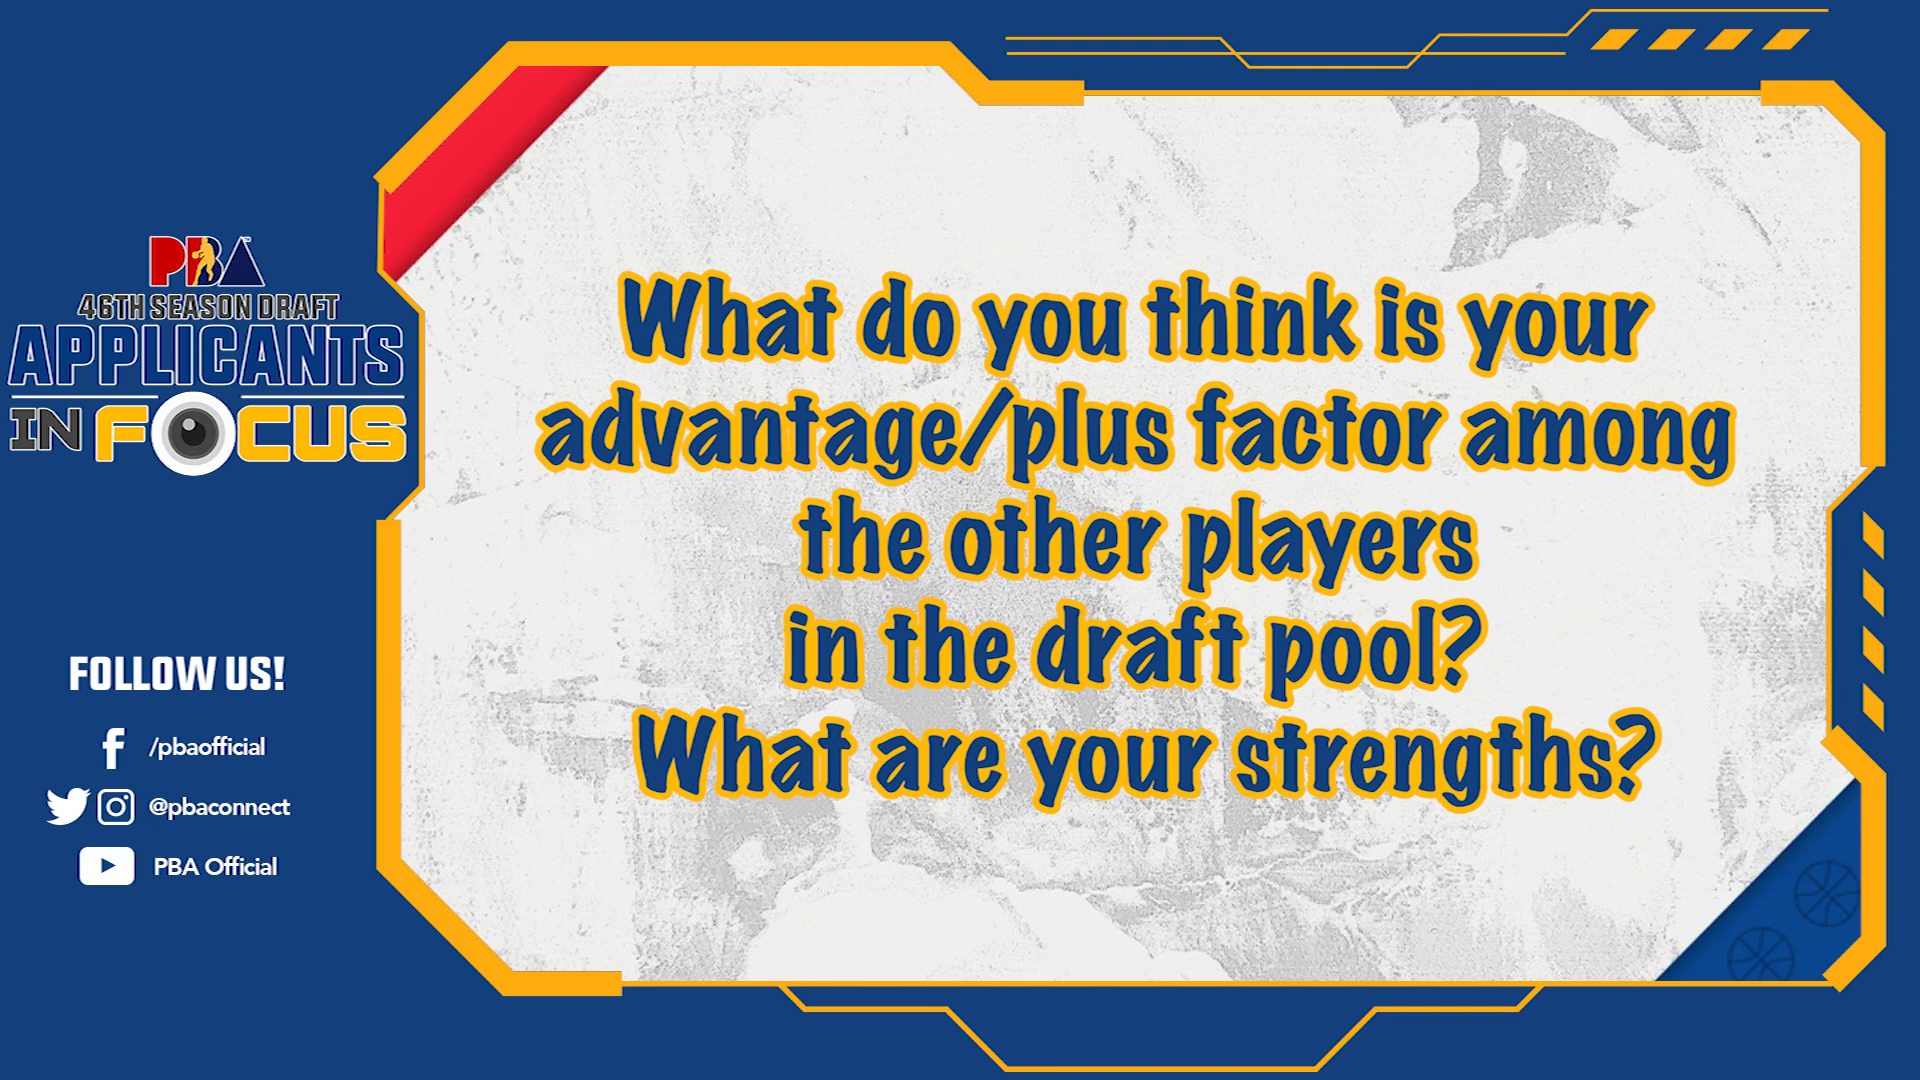 PBA
46TH SEASON DRAFT
APPLICANTS
IN FOCUS
FOLLOW US!
/pbaofficial
@pbaconnect
PBA Official
What do you think is your
advantage/plus factor among
the other players
in the draft pool?
What are your strengths?